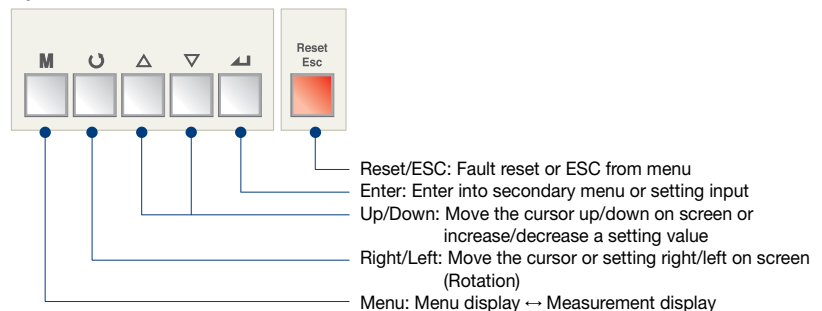 M
Reset
Esc
Reset/ESC: Fault reset or ESC from menu
Enter: Enter into secondary menu or setting input
Up/Down: Move the cursor up/down on screen or
increase/decrease a setting value
Right/Left: Move the cursor or setting right/left on screen
(Rotation)
Menu: Menu display ↔ Measurement display